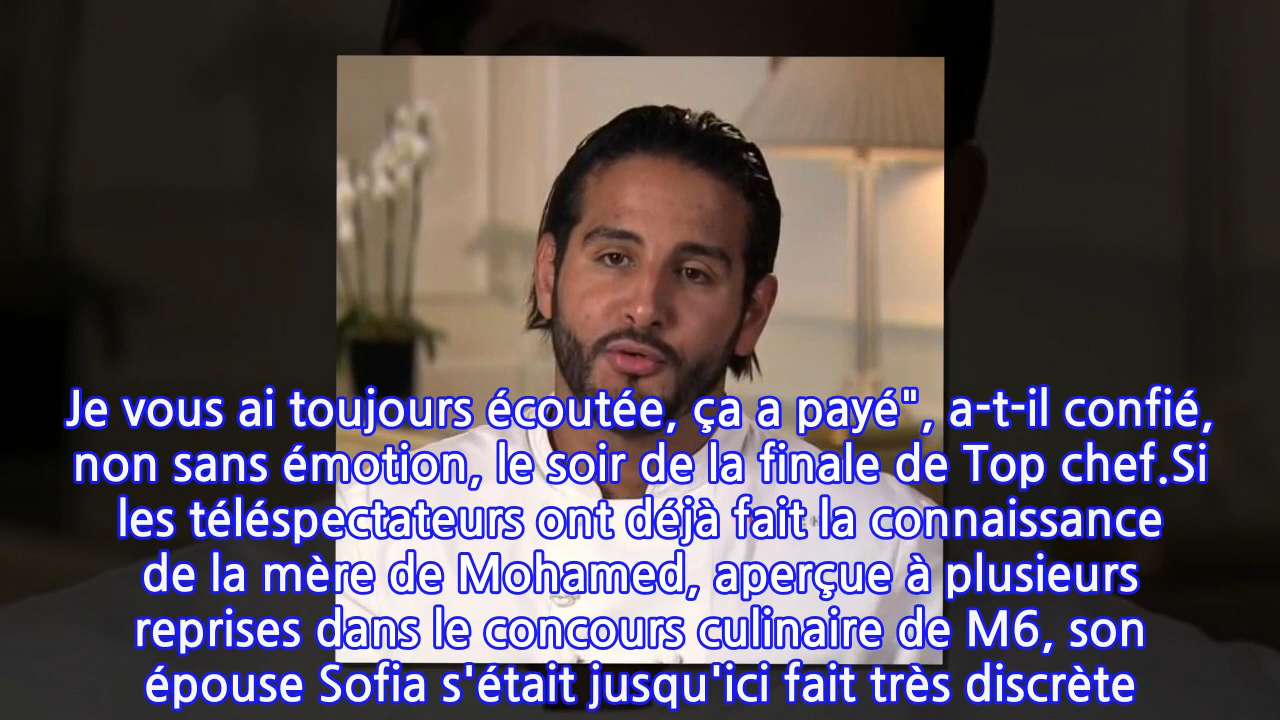 Je vous ai toujours écoutée, ça a payé", a-t-il confié,
non sans émotion, le soir de la finale de Top chef.Si
les téléspectateurs ont déjà fait la connaissance
de la mère de Mohamed, aperçue à plusieurs
reprises dans le concours culinaire de M6, son
épouse Sofia s'était jusqu'ici fait très discrète